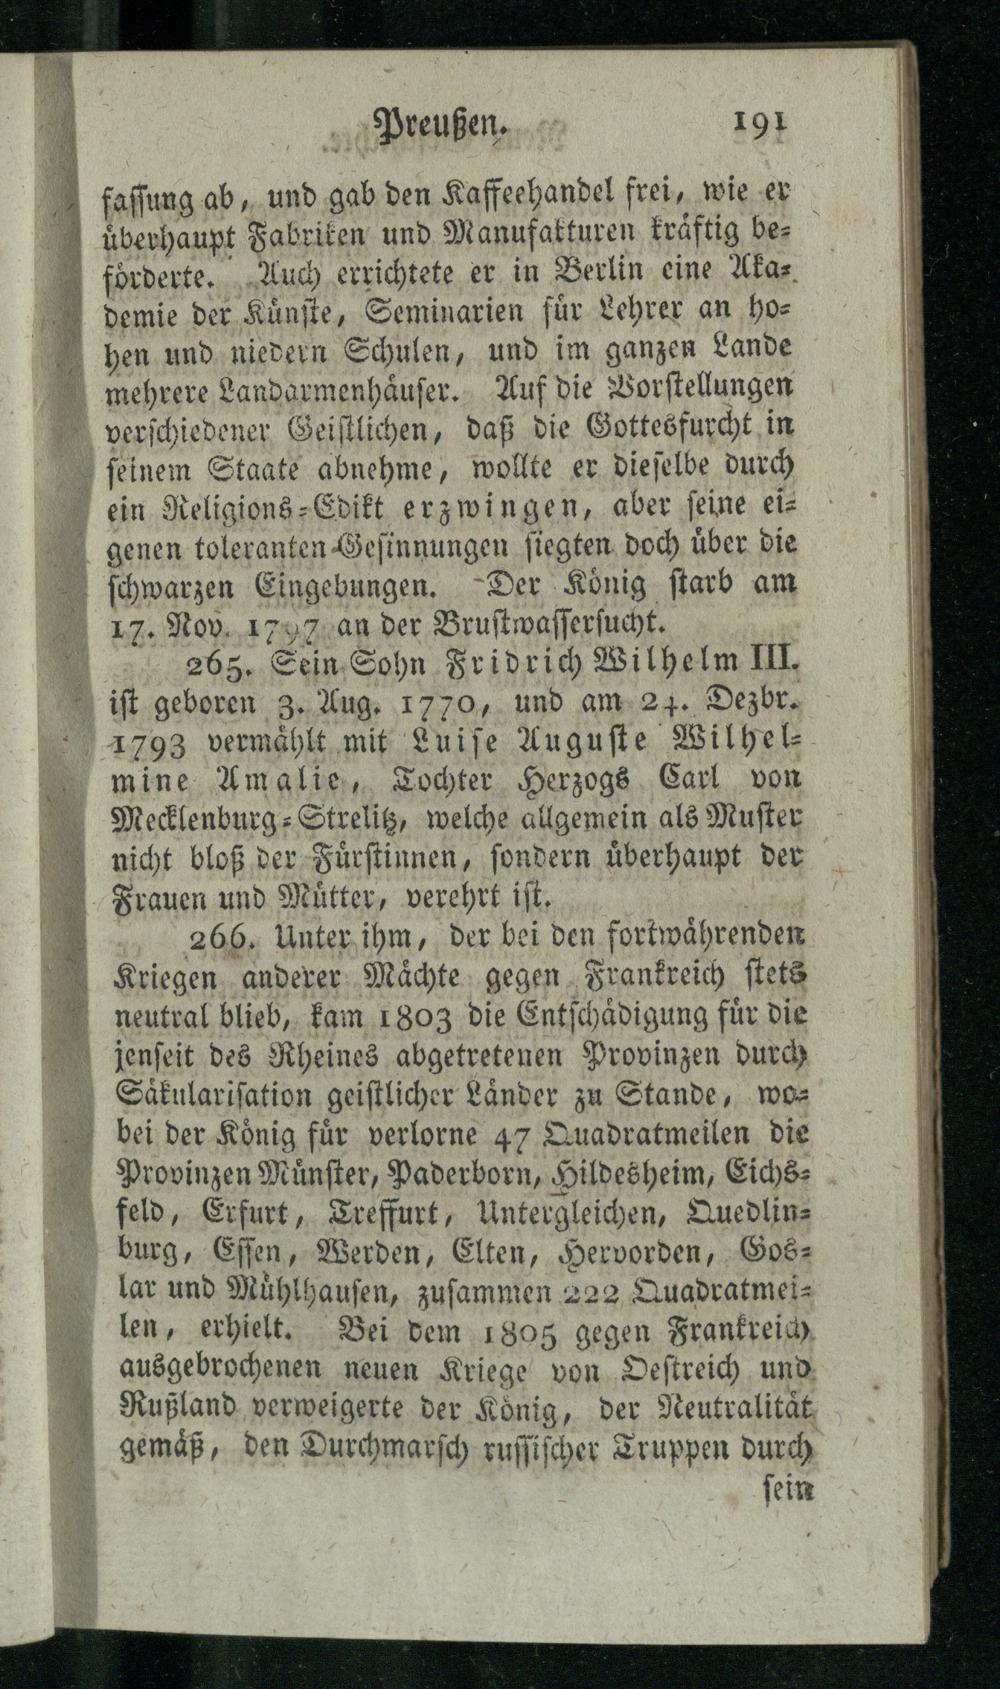 Preußen. 191
fassung ab, und gab den Kaffeehandel frei, wie er
überhaupt Fabriken und Manufakturen kräftig be=
förderte. Auch errichtete er in Berlin eine Aka=
demie der Künste, Seminarien für Lehrer an ho=
hen und niedern Schulen, und im ganzen Lande
mehrere Landarmenhäuser. Auf die Vorstellungen
verschiedener Geistlichen, daß die Gottesfurcht in
seinem Staate abnehme, wollte er dieselbe durch
ein Religions=Edikt erzwingen, aber seine ei=
genen toleranten Gesinnungen siegten doch über die
schwarzen Eingebungen. Der König starb am
17. Nov. 1797 an der Brustwassersucht.
265. Sein Sohn Fridrich Wilhelm III.
ist geboren 3. Aug. 1770, und am 24. Dezbr.
1793 vermählt mit Luise Auguste Wilhel=
mine Amalie, Tochter Herzogs Carl von
Mecklenburg=Strelitz, welche allgemein als Muster
nicht bloß der Fürstinnen, sondern überhaupt der
Frauen und Mütter, verehrt ist.
266. Unter ihm, der bei den fortwährenden
Kriegen anderer Mächte gegen Frankreich stets
neutral blieb, kam 1803 die Entschädigung für die
jenseit des Rheines abgetretenen Provinzen durch
Säkularisation geistlicher Länder zu Stande, wo=
bei der König für verlorne 47 Quadratmeilen die
Provinzen Münster, Paderborn, Hildesheim, Eichs=
feld, Erfurt, Treffurt, Untergleichen, Quedlin=
burg, Essen, Werden, Elten, Hervorden, Gos=
lar und Mühlhausen, zusammen 222 Quadratmei=
len, erhielt. Bei dem 1805 gegen Frankreich
ausgebrochenen neuen Kriege von Oestreich und
Rußland verweigerte der König, der Neutralität
gemäß, den Durchmarsch russischer Truppen durch
sein